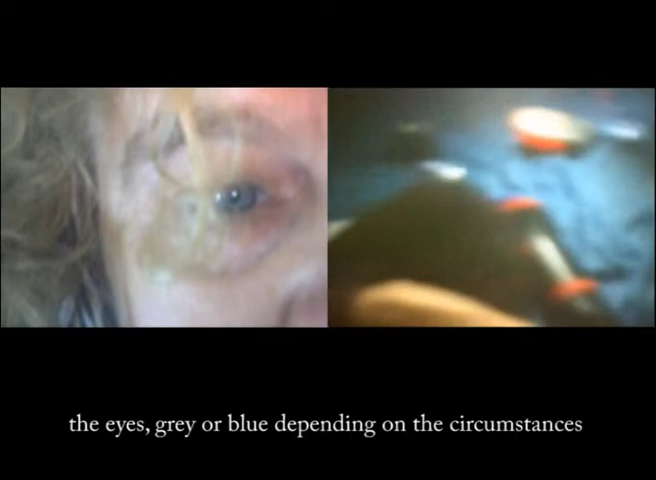 the eyes, grey or blue depending on the circumstances